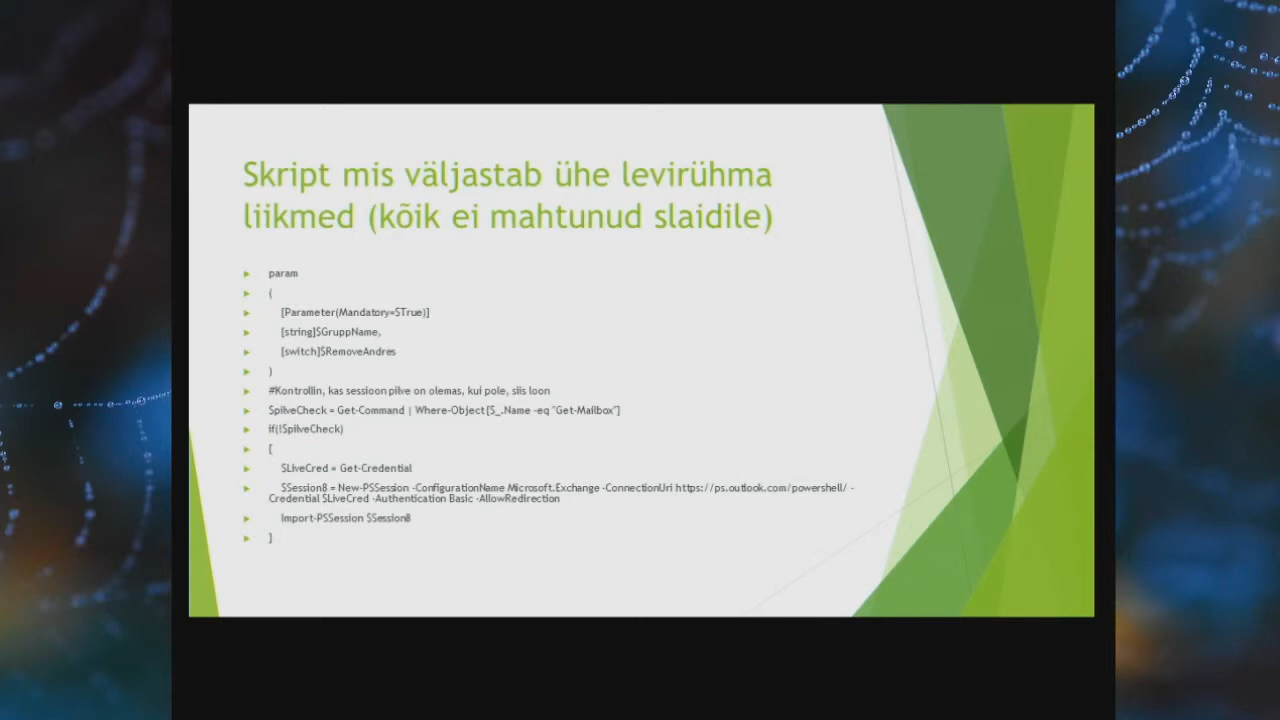 Skript mis väljastab ühe levirühma
liikmed (kõik ei mahtunud slaidile)
param
(
[Parameter(Mandatory=$True)]
[string]$GruppName,
[switch]$RemoveAndres
)
#Kontrollin, kas sessioon pilve on olemas, kui pole, siis loon
$pilveCheck = Get-Command | Where-Object{$_.Name -eq "Get-Mailbox"}
if(!$pilveCheck)
{
$LiveCred = Get-Credential
$Session8 = New-PSSession -ConfigurationName Microsoft.Exchange -ConnectionUri https://ps.outlook.com/powershell/ -
Credential $LiveCred -Authentication Basic -AllowRedirection
Import-PSSession $Session8
}